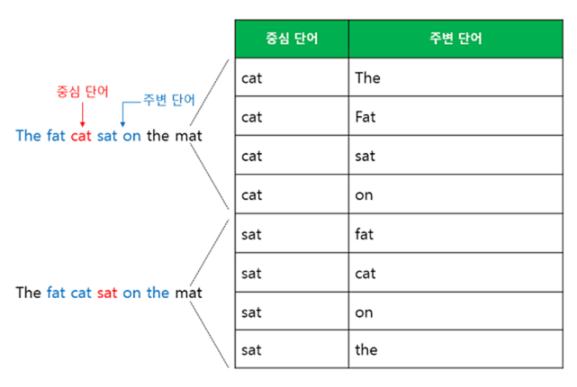 중심 단어 주변 단어
The fat cat sat on the mat
The fat cat sat on the mat
중심 단어 주변 단어
cat The
cat Fat
cat sat
cat on
sat fat
sat cat
sat on
sat the